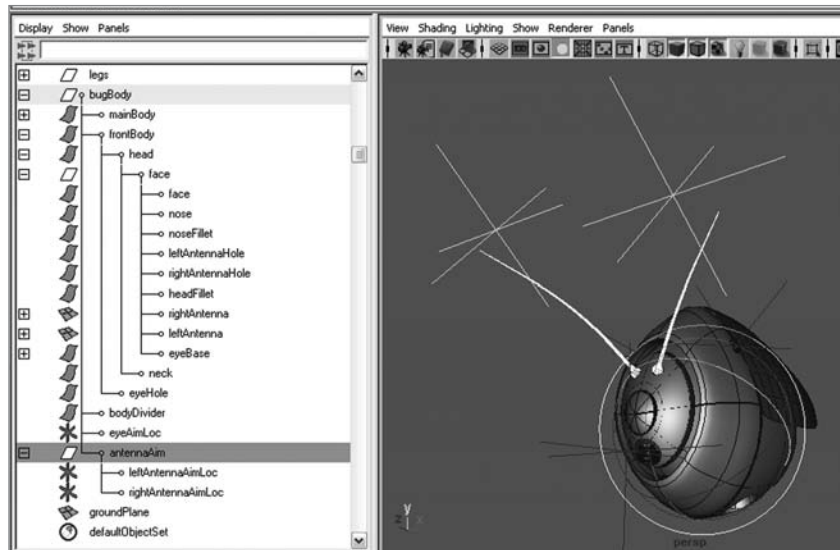 Display Show Panels
legs
bugBody
mainBody
frontBody
head
face
face
nose
noseFillet
leftAntennaHole
rightAntennaHole
headFillet
rightAntenna
leftAntenna
eyeBase
neck
eyeHole
bodyDivider
eyeAimLoc
antennaAim
leftAntennaAimLoc
rightAntennaAimLoc
groundPlane
defaultObjectSet
View Shading Lighting Show Renderer Panels
y
z x
persp